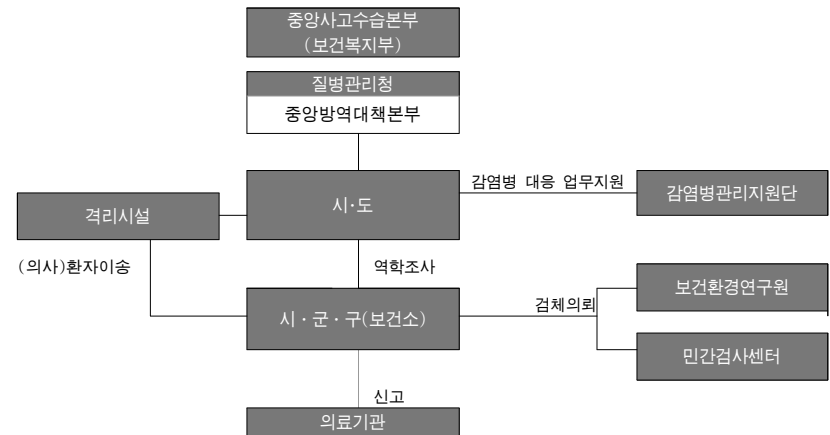 중앙사고수습본부
(보건복지부)
질병관리청
중앙방역대책본부
격리시설
시·도
감염병 대응 업무지원
감염병관리지원단
(의사)환자이송
역학조사
시·군·구(보건소)
검체의뢰
보건환경연구원
민간검사센터
신고
의료기관